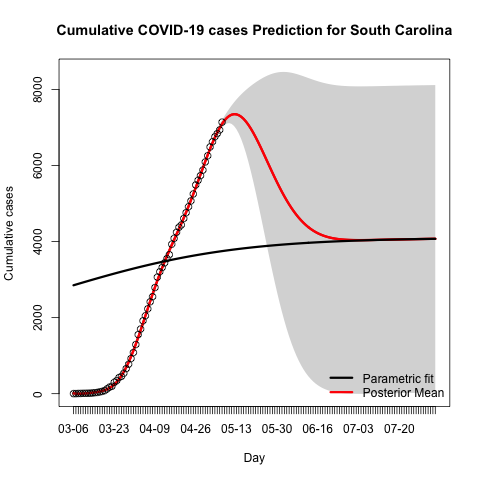 Cumulative COVID-19 cases Prediction for South Carolina
Cumulative cases
8000
6000
4000
2000
0
Parametric fit
Posterior Mean
03-06 03-23 04-09 04-26 05-13 05-30 06-16 07-03 07-20
Day